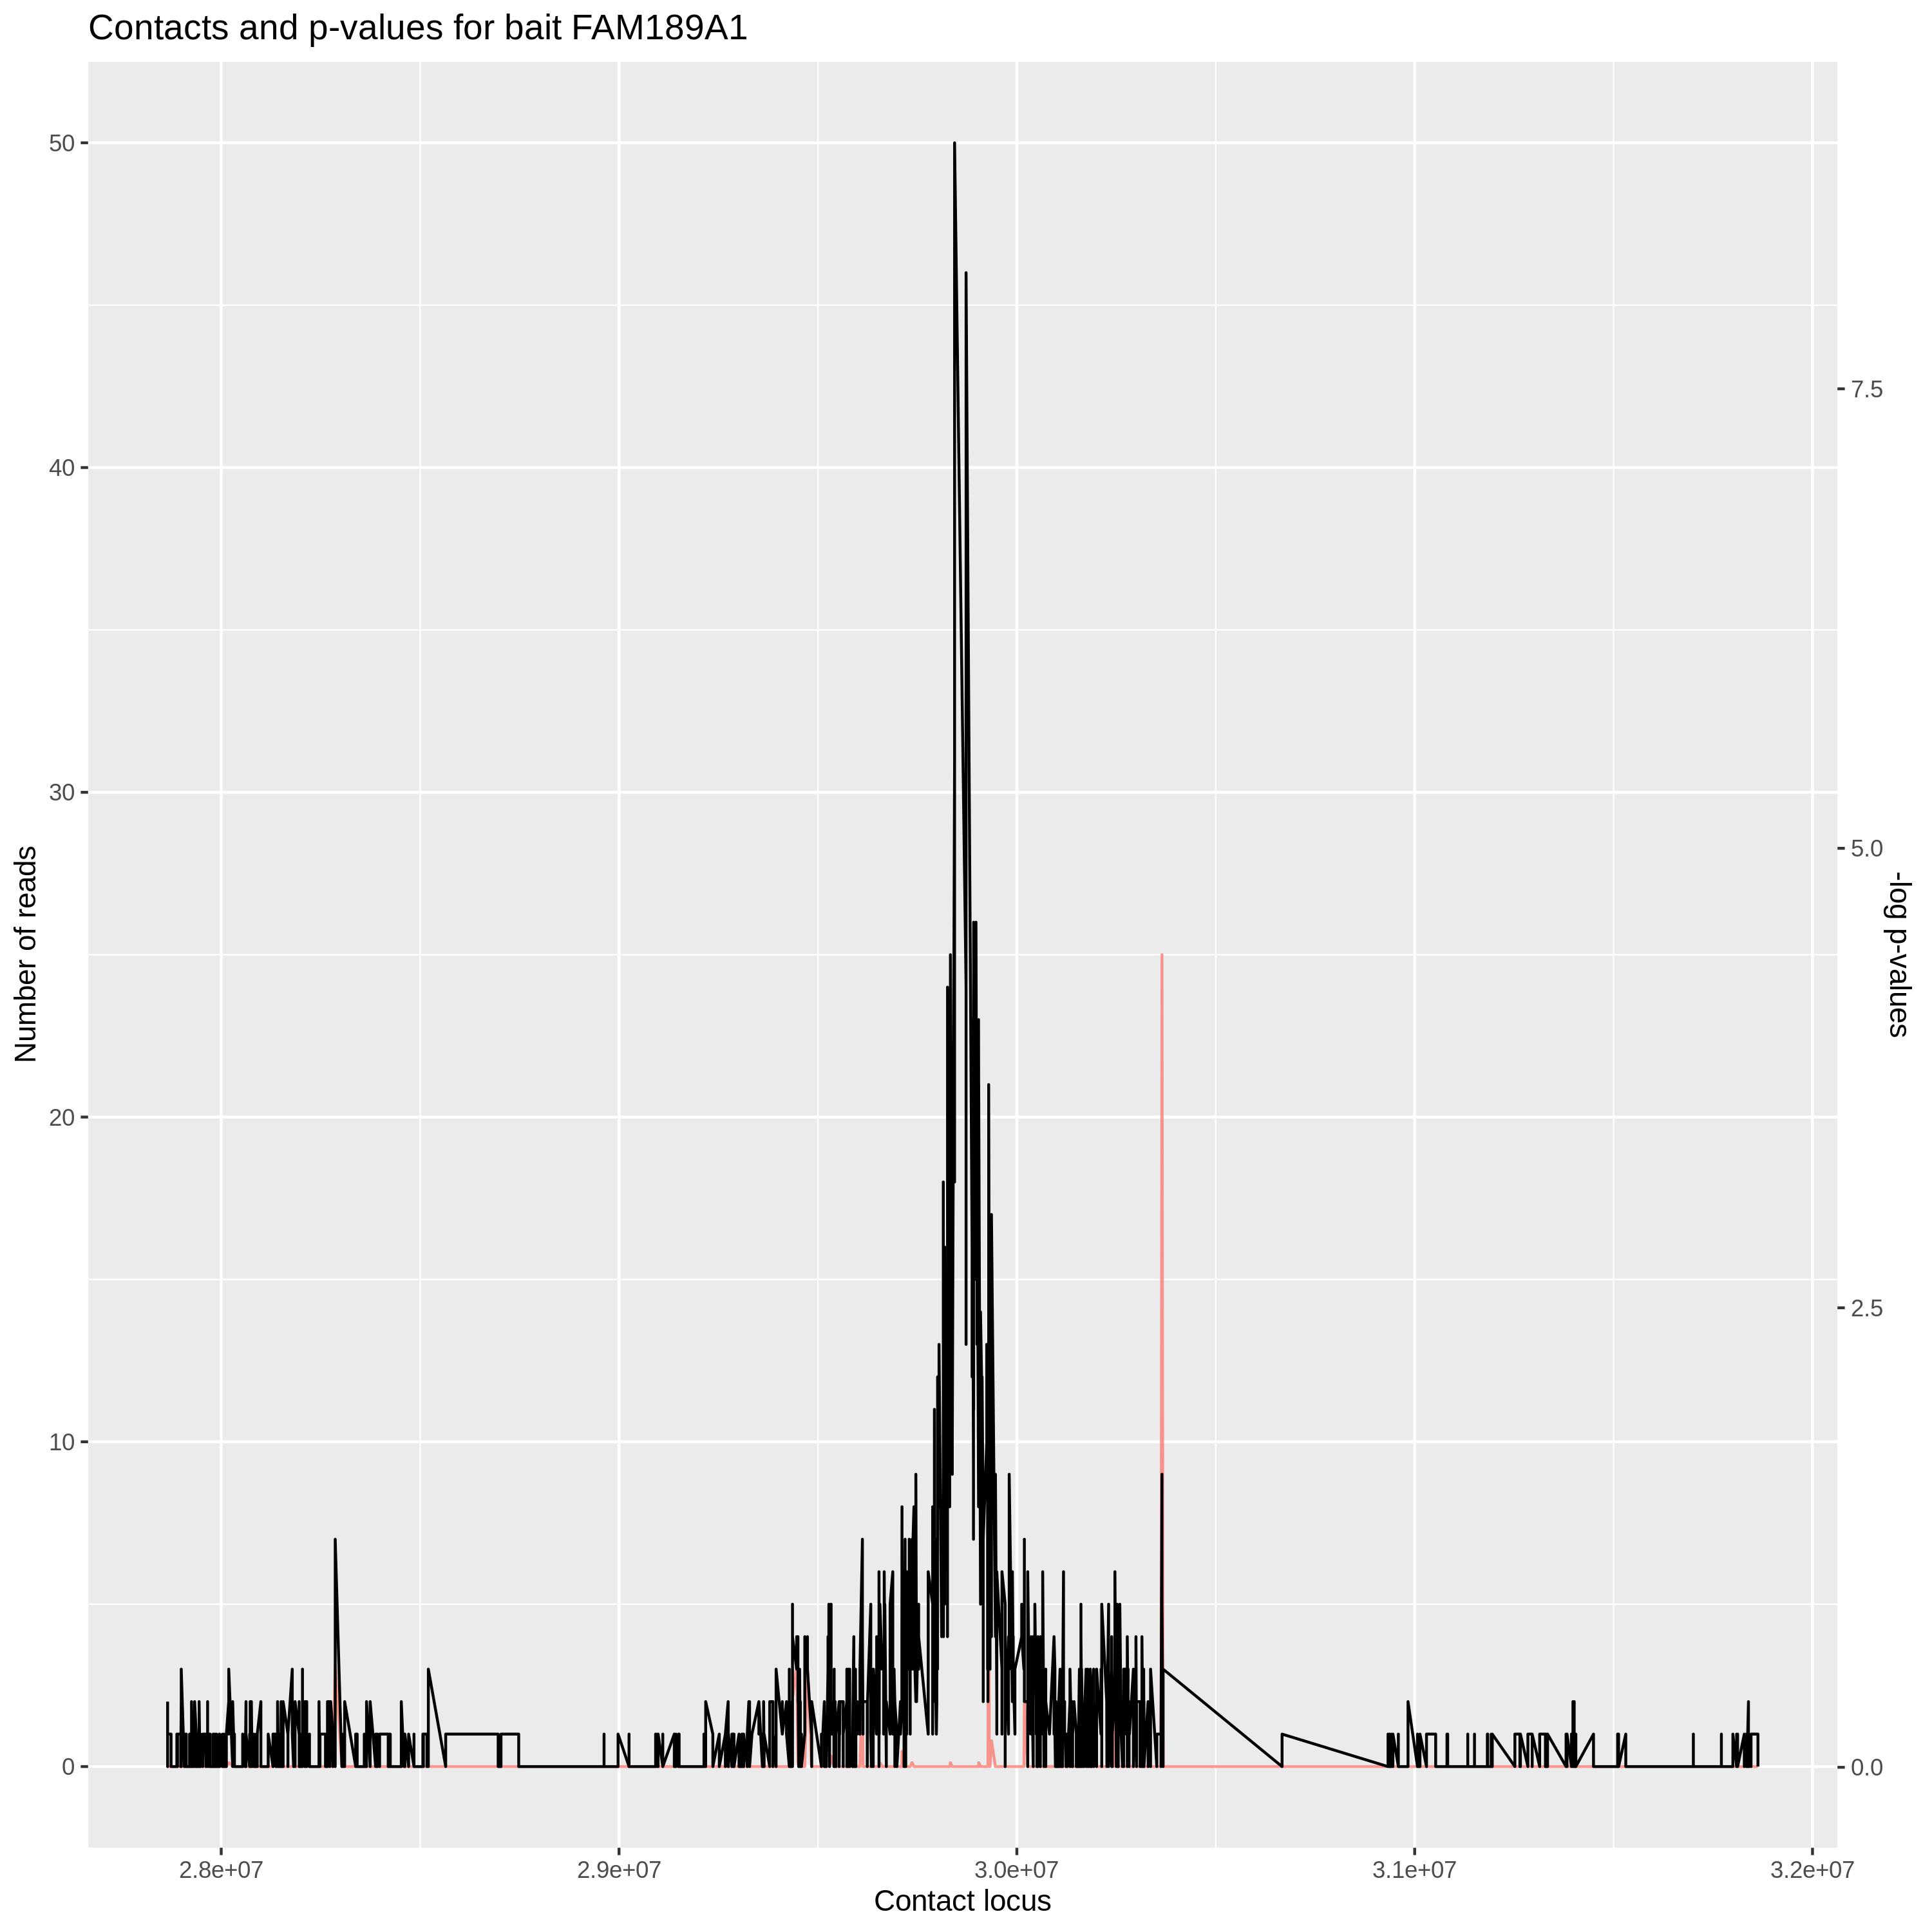 Contacts and p-values for bait FAM189A1
50
40
30
20
10
0
Number of reads
7.5
5.0
2.5
0.0
-log p-values
2.8e+07 2.9e+07 3.0e+07 3.1e+07 3.2e+07
Contact locus